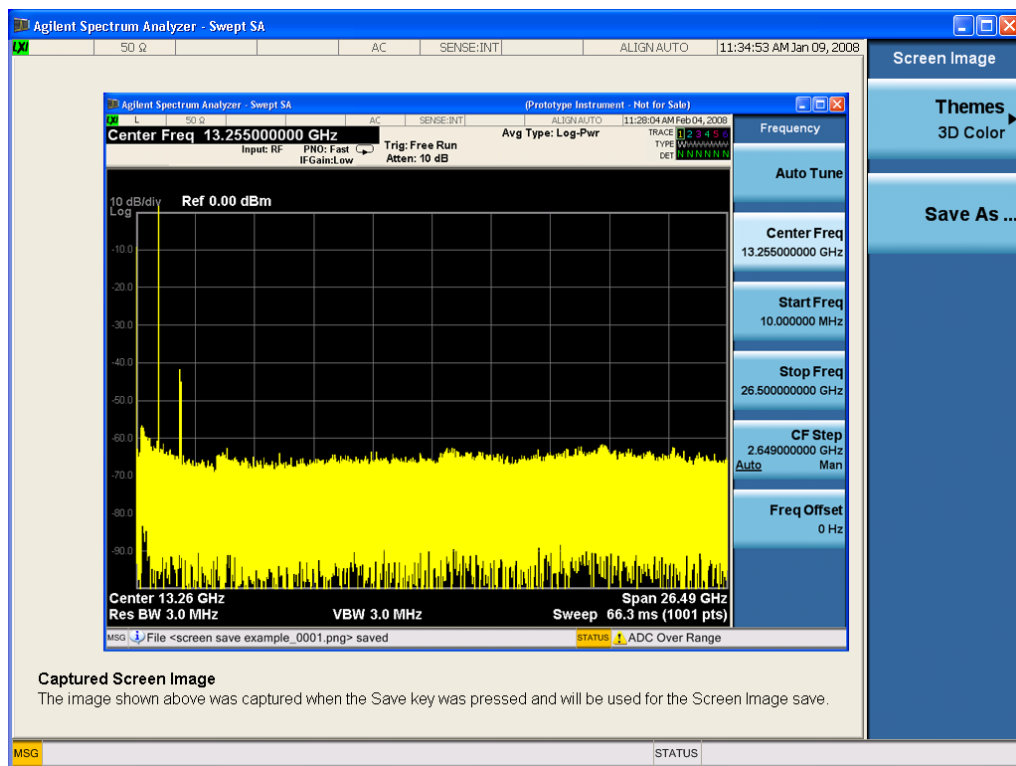 Agilent Spectrum Analyzer - Swept SA
LXI 50 Ω AC SENSE:INT ALIGN AUTO 11:34:53 AM Jan 09, 2008
Screen Image
Themes
3D Color
Save As ...
Agilent Spectrum Analyzer - Swept SA (Prototype Instrument - Not for Sale)
LXI L 50 Ω AC SENSE:INT ALIGN AUTO 11:28:04 AM Feb 04, 2008
Center Freq 13.255000000 GHz
Input: RF PNO: Fast
IFGain:Low
Trig: Free Run
Atten: 10 dB
Avg Type: Log-Pwr
TRACE 1 2 3 4 5 6
TYPE WWWWWW
DET N N N N N N
10 dB/div
Log
Ref 0.00 dBm
-10.0
-20.0
-30.0
-40.0
-50.0
-60.0
-70.0
-80.0
-90.0
Center 13.26 GHz Span 26.49 GHz
Res BW 3.0 MHz VBW 3.0 MHz Sweep 66.3 ms (1001 pts)
Frequency
Auto Tune
Center Freq
13.255000000 GHz
Start Freq
10.000000 MHz
Stop Freq
26.500000000 GHz
CF Step
2.649000000 GHz
Auto Man
Freq Offset
0 Hz
MSG File <screen save example_0001.png> saved STATUS ADC Over Range
Captured Screen Image
The image shown above was captured when the Save key was pressed and will be used for the Screen Image save.
MSG STATUS